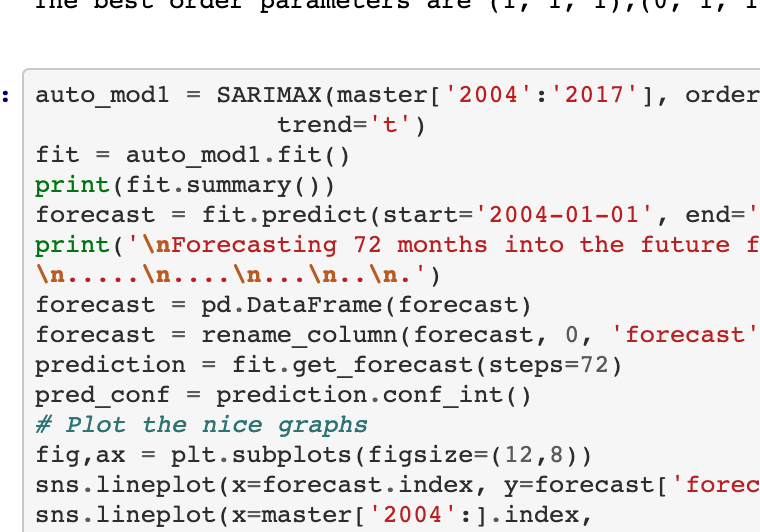 The best order parameters are (1, 1, 1),(0, 1, 1
:
auto_mod1 = SARIMAX(master['2004':'2017'], order
trend='t')
fit = auto_mod1.fit()
print(fit.summary())
forecast = fit.predict(start='2004-01-01', end='
print('\nForecasting 72 months into the future f
\n.....\n....\n...\n..\n.')
forecast = pd.DataFrame(forecast)
forecast = rename_column(forecast, 0, 'forecast'
prediction = fit.get_forecast(steps=72)
pred_conf = prediction.conf_int()
# Plot the nice graphs
fig,ax = plt.subplots(figsize=(12,8))
sns.lineplot(x=forecast.index, y=forecast['forec
sns.lineplot(x=master['2004':].index,